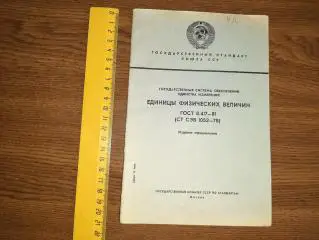 ГОСУДАРСТВЕННЫЙ СТАНДАРТ
СОЮЗА ССР
ГОСУДАРСТВЕННАЯ СИСТЕМА ОБЕСПЕЧЕНИЯ
ЕДИНСТВА ИЗМЕРЕНИЙ
ЕДИНИЦЫ ФИЗИЧЕСКИХ ВЕЛИЧИН
ГОСТ 8.417—81
(СТ СЭВ 1052—78)
Издание официальное
ГОСУДАРСТВЕННЫЙ КОМИТЕТ СССР ПО СТАНДАРТАМ
Москва